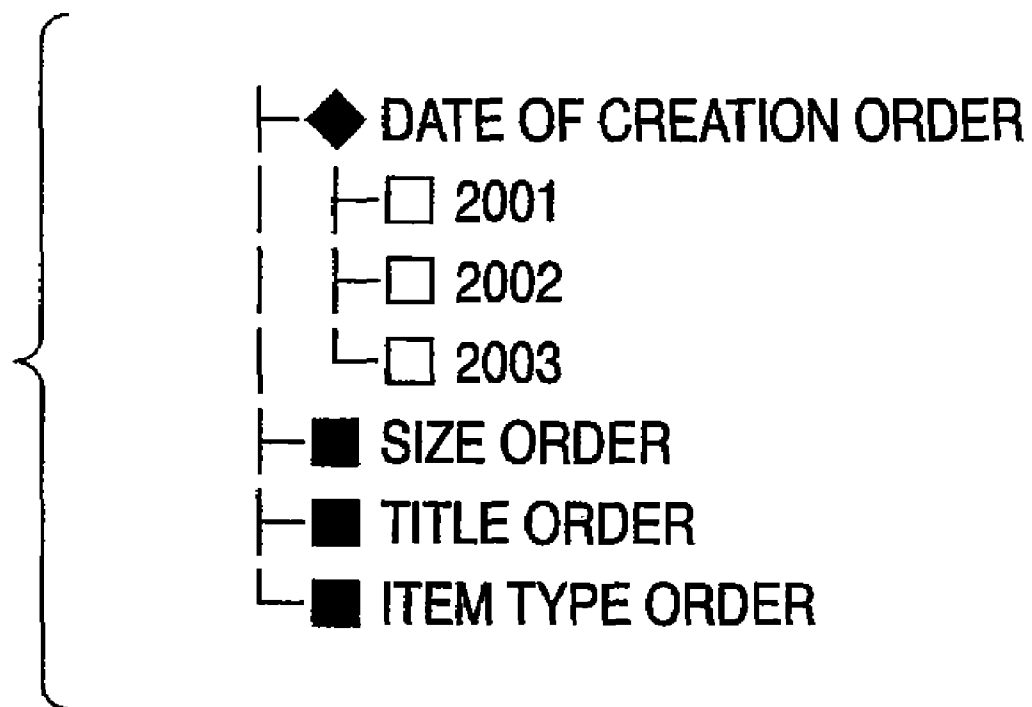 DATE OF CREATION ORDER
2001
2002
2003
SIZE ORDER
TITLE ORDER
ITEM TYPE ORDER